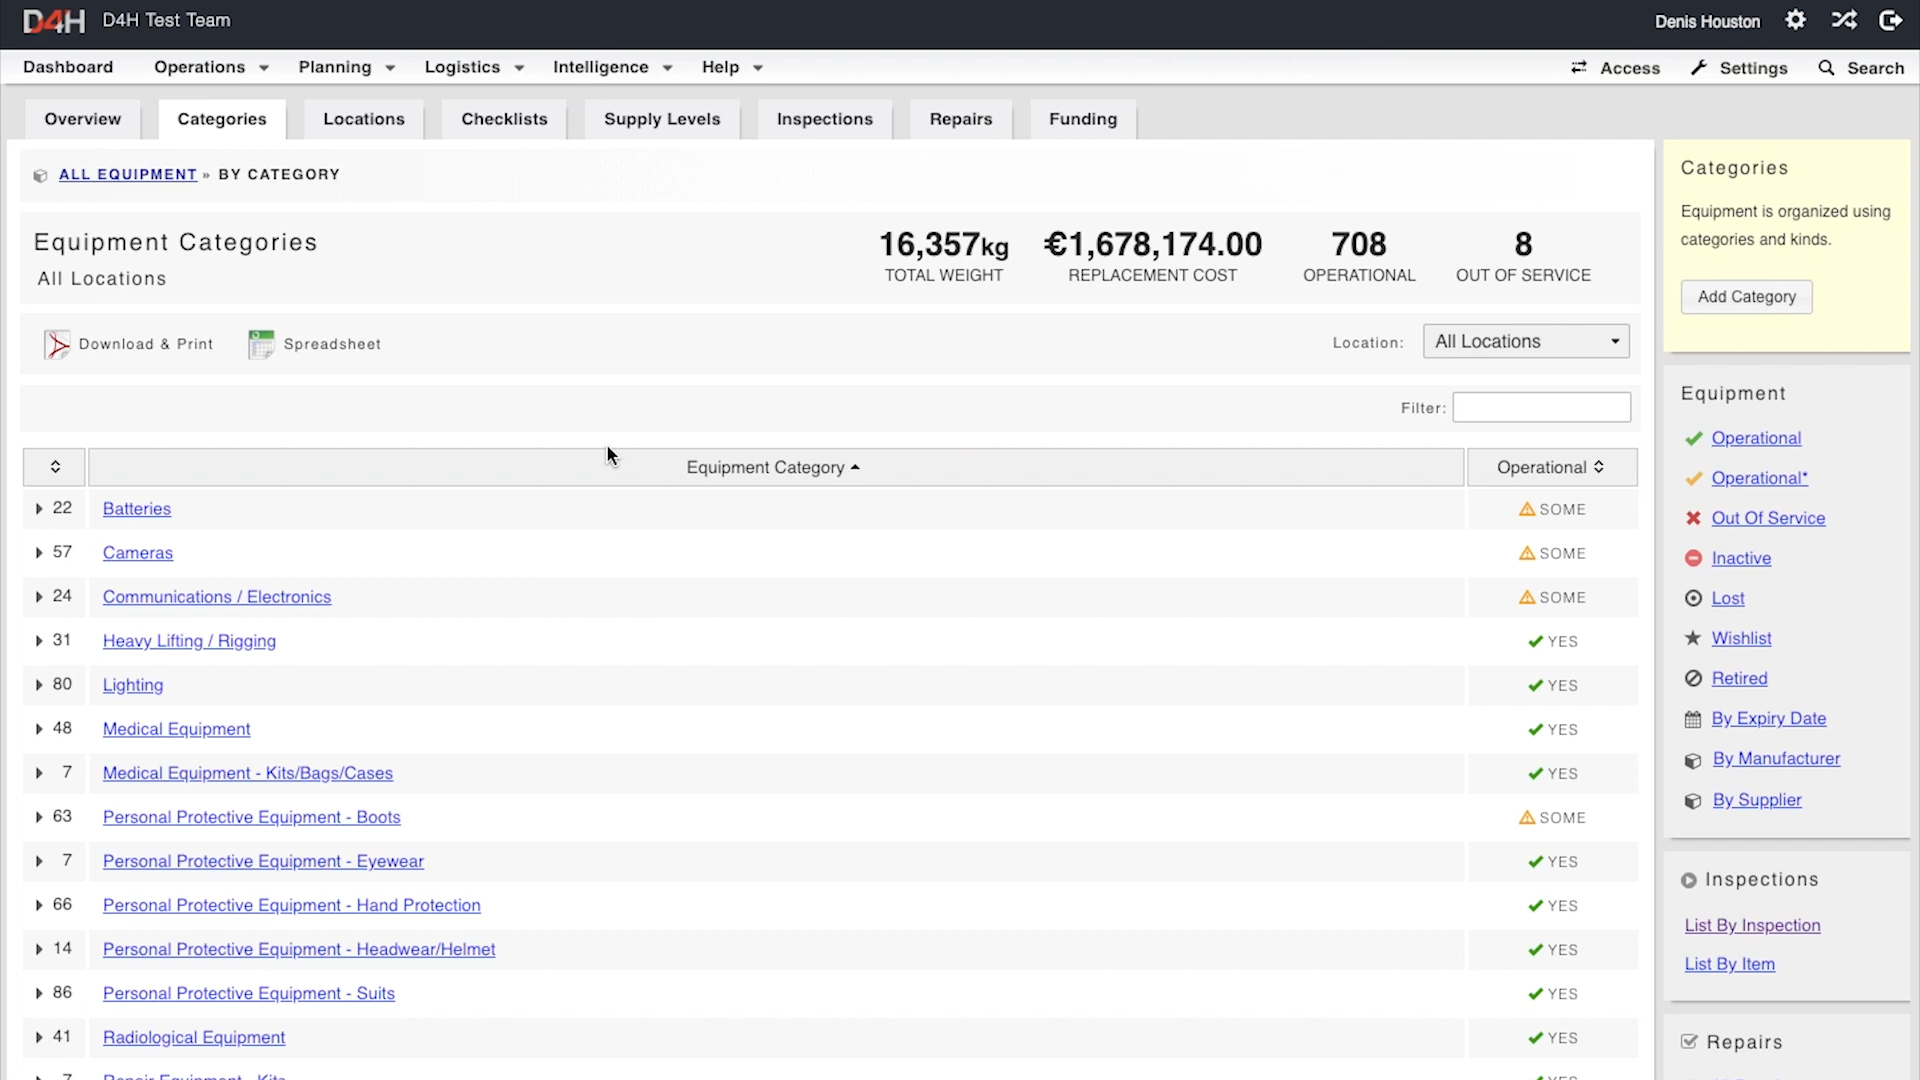 D4H D4H Test Team
Denis Houston
Dashboard Operations Planning Logistics Intelligence Help
Access Settings Search
Overview Categories Locations Checklists Supply Levels Inspections Repairs Funding
ALL EQUIPMENT » BY CATEGORY
Equipment Categories
All Locations
16,357kg €1,678,174.00 708 8
TOTAL WEIGHT REPLACEMENT COST OPERATIONAL OUT OF SERVICE
Download & Print Spreadsheet
Location: All Locations
Filter:
Equipment Category Operational
22 Batteries SOME
57 Cameras SOME
24 Communications / Electronics SOME
31 Heavy Lifting / Rigging YES
80 Lighting YES
48 Medical Equipment YES
7 Medical Equipment - Kits/Bags/Cases YES
63 Personal Protective Equipment - Boots SOME
7 Personal Protective Equipment - Eyewear YES
66 Personal Protective Equipment - Hand Protection YES
14 Personal Protective Equipment - Headwear/Helmet YES
86 Personal Protective Equipment - Suits YES
41 Radiological Equipment YES
7 Repair Equipment - Kits YES
Categories
Equipment is organized using
categories and kinds.
Add Category
Equipment
Operational
Operational*
Out Of Service
Inactive
Lost
Wishlist
Retired
By Expiry Date
By Manufacturer
By Supplier
Inspections
List By Inspection
List By Item
Repairs